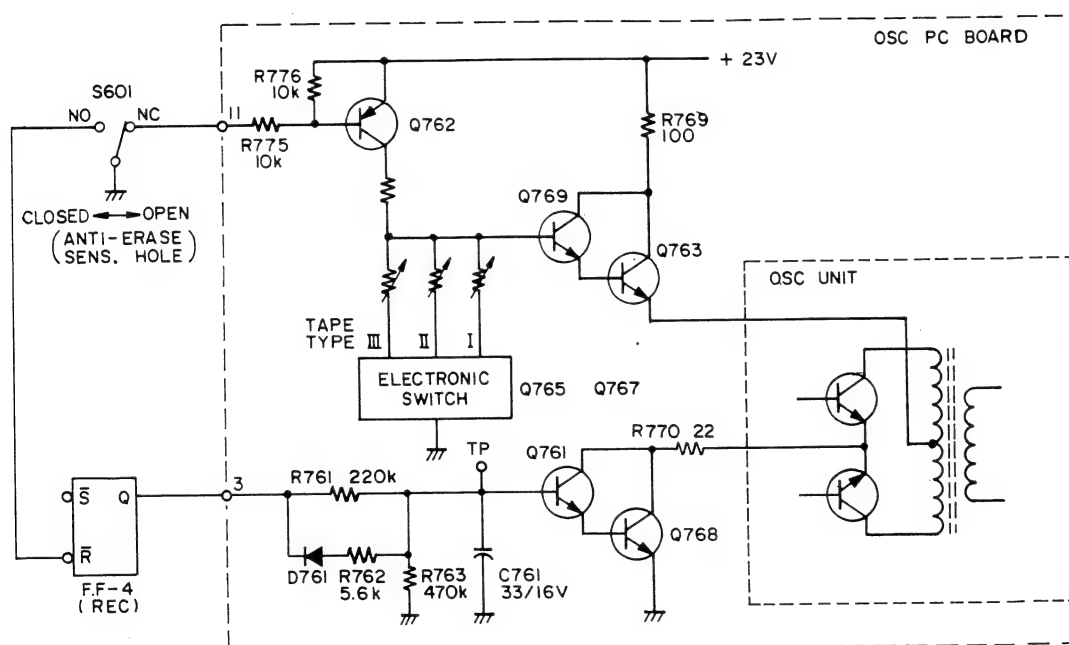 OSC PC BOARD
+ 23V
R776
10k
S601
NO
NC
11
R775
10k
Q762
R769
100
Q769
Q763
CLOSED ↔ OPEN
(ANTI-ERASE
SENS. HOLE)
OSC UNIT
TAPE
TYPE III II I
ELECTRONIC
SWITCH
Q765 Q767
TP
Q761
R770 22
3
R761 220k
S
Q
R
D761
R762
5.6k
R763
470k
C761
33/16V
Q768
F.F-4
(REC)